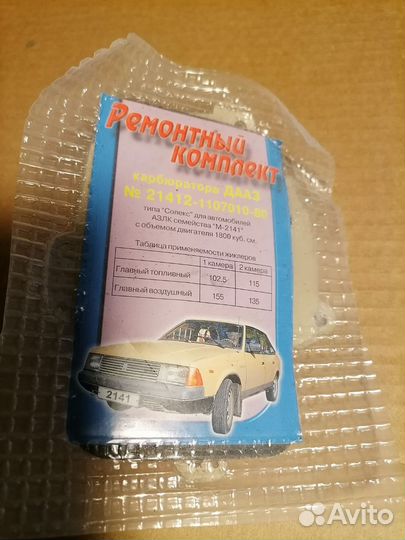 Ремонтный
комплект
карбюратора ДААЗ
№ 21412-1107010-80
типа "Солекс" для автомобилей
АЗЛК семейства "М-2141"
с объемом двигателя 1800 куб. см.
Таблица применяемости жиклеров
1 камера 2 камера
Главный топливный 102.5 115
Главный воздушный 155 135
2141
Avito